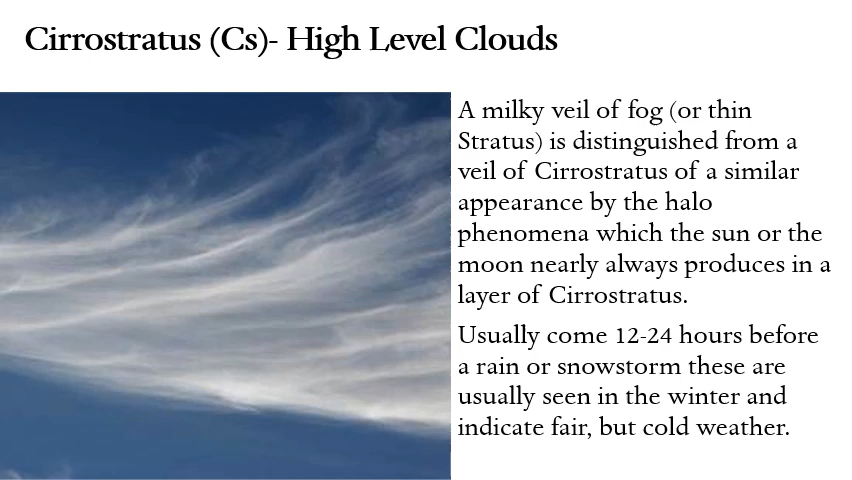 Cirrostratus (Cs)- High Level Clouds
A milky veil of fog (or thin
Stratus) is distinguished from a
veil of Cirrostratus of a similar
appearance by the halo
phenomena which the sun or the
moon nearly always produces in a
layer of Cirrostratus.
Usually come 12-24 hours before
a rain or snowstorm these are
usually seen in the winter and
indicate fair, but cold weather.